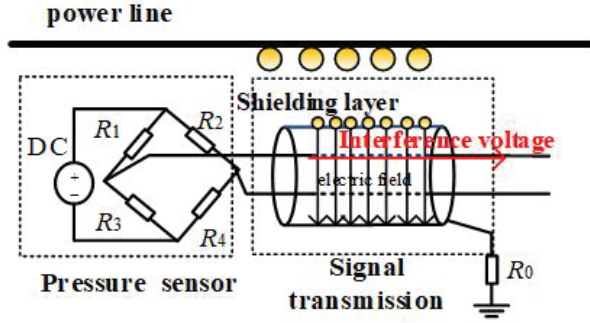 power line
Shielding layer
R1
R2
Interference voltage
DC
electric field
R3
R4
Signal
transmission
R0
Pressure sensor